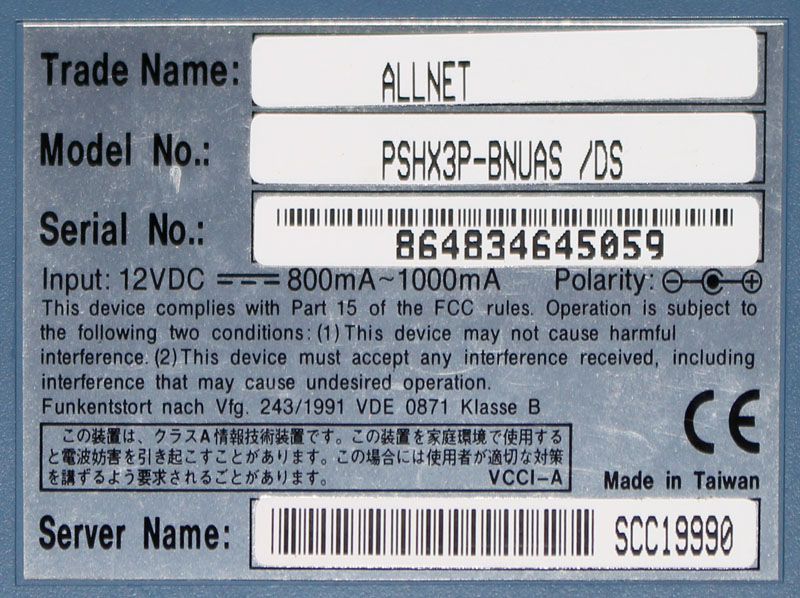 Trade Name: ALLNET
Model No.: PSHX3P-BNUAS /DS
Serial No.: 864834645059
Input: 12VDC 800mA~1000mA Polarity: ⊖-●-⊕
This device complies with Part 15 of the FCC rules. Operation is subject to
the following two conditions: (1) This device may not cause harmful
interference. (2) This device must accept any interference received, including
interference that may cause undesired operation.
Funkentstort nach Vfg. 243/1991 VDE 0871 Klasse B
CE
この装置は、クラスA情報技術装置です。この装置を家庭環境で使用する
と電波妨害を引き起こすことがあります。この場合には使用者が適切な対策
を講ずるよう要求されることがあります。 VCCI-A
Made in Taiwan
Server Name: SCC19990